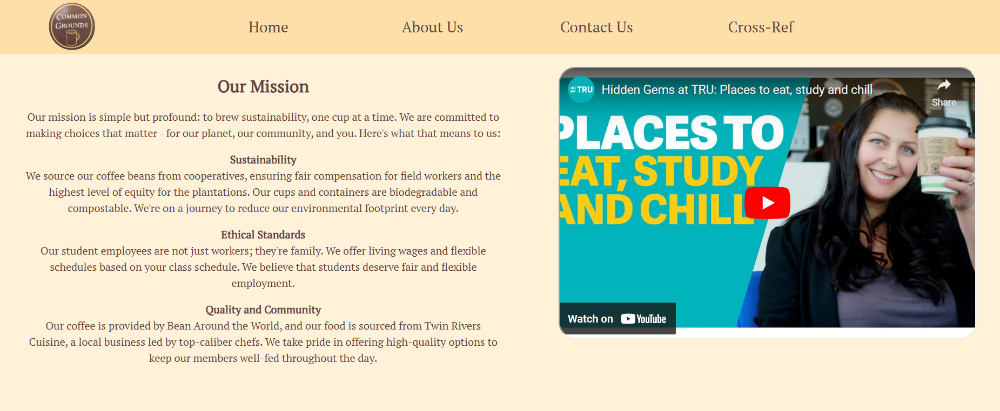 COMMON
GROUNDS
Home
About Us
Contact Us
Cross-Ref
Our Mission
Our mission is simple but profound: to brew sustainability, one cup at a time. We are committed to
making choices that matter - for our planet, our community, and you. Here's what that means to us:
Sustainability
We source our coffee beans from cooperatives, ensuring fair compensation for field workers and the
highest level of equity for the plantations. Our cups and containers are biodegradable and
compostable. We're on a journey to reduce our environmental footprint every day.
Ethical Standards
Our student employees are not just workers; they're family. We offer living wages and flexible
schedules based on your class schedule. We believe that students deserve fair and flexible
employment.
Quality and Community
Our coffee is provided by Bean Around the World, and our food is sourced from Twin Rivers
Cuisine, a local business led by top-caliber chefs. We take pride in offering high-quality options to
keep our members well-fed throughout the day.
TRU
Hidden Gems at TRU: Places to eat, study and chill
Share
PLACES TO
EAT, STUDY
AND CHILL
Watch on YouTube